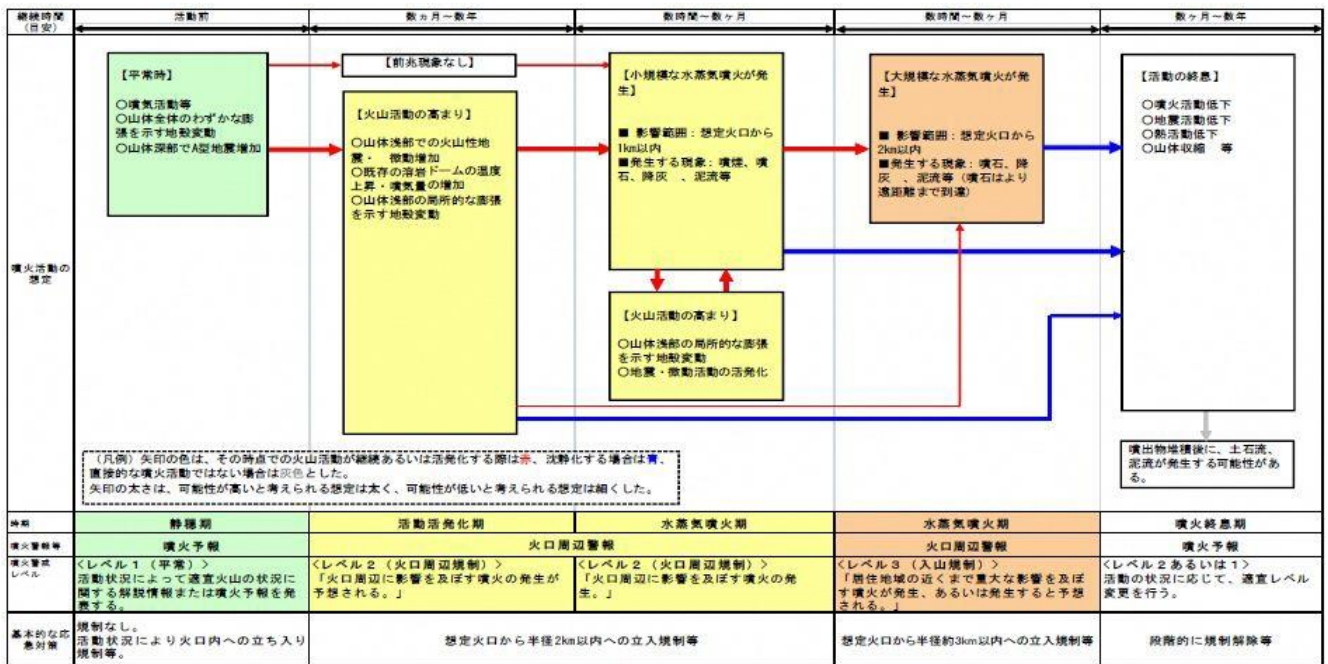 継続時間
(目安)
活動前
数ヵ月～数年
数時間～数ヶ月
数時間～数ヶ月
数ヶ月～数年
噴火活動の
想定
【平常時】
○噴気活動等
○山体全体のわずかな膨
張を示す地殻変動
○山体深部でA型地震増加
【前兆現象なし】
【火山活動の高まり】
○山体浅部での火山性地
震・ 微動増加
○既存の溶岩ドームの温度
上昇・噴気量の増加
○山体浅部の局所的な膨張
を示す地殻変動
【小規模な水蒸気噴火が発
生】
■ 影響範囲：想定火口から
1km以内
■発生する現象：噴煙、噴
石、降灰 、泥流等
【火山活動の高まり】
○山体浅部の局所的な膨張
を示す地殻変動
○地震・微動活動の活発化
【大規模な水蒸気噴火が発
生】
■ 影響範囲：想定火口から
2km以内
■発生する現象：噴石、降
灰 、泥流等（噴石はより
遠距離まで到達）
【活動の終息】
○噴火活動低下
○地震活動低下
○熱活動低下
○山体収縮 等
噴出物堆積後に、土石流、
泥流が発生する可能性があ
る。
（凡例）矢印の色は、その時点での火山活動が継続あるいは活発化する際は赤、沈静化する場合は青、
直接的な噴火活動ではない場合は灰色とした。
矢印の太さは、可能性が高いと考えられる想定は太く、可能性が低いと考えられる想定は細くした。
時期
静穏期
活動活発化期
水蒸気噴火期
水蒸気噴火期
噴火終息期
噴火警報等
噴火予報
火口周辺警報
火口周辺警報
噴火予報
噴火警戒
レベル
<レベル１（平常）>
活動状況によって適宜火山の状況に
関する解説情報または噴火予報を発
表する。
<レベル２（火口周辺規制）>
「火口周辺に影響を及ぼす噴火の発生が
予想される。」
<レベル２（火口周辺規制）>
「火口周辺に影響を及ぼす噴火の発
生。」
<レベル３（入山規制）>
「居住地域の近くまで重大な影響を及ぼ
す噴火が発生、あるいは発生すると予想
される。」
<レベル２あるいは１>
活動の状況に応じて、適宜レベル
変更を行う。
基本的な応
急対策
規制なし。
活動状況により火口内への立ち入り
規制等。
想定火口から半径2km以内への立入規制等
想定火口から半径約3km以内への立入規制等
段階的に規制解除等